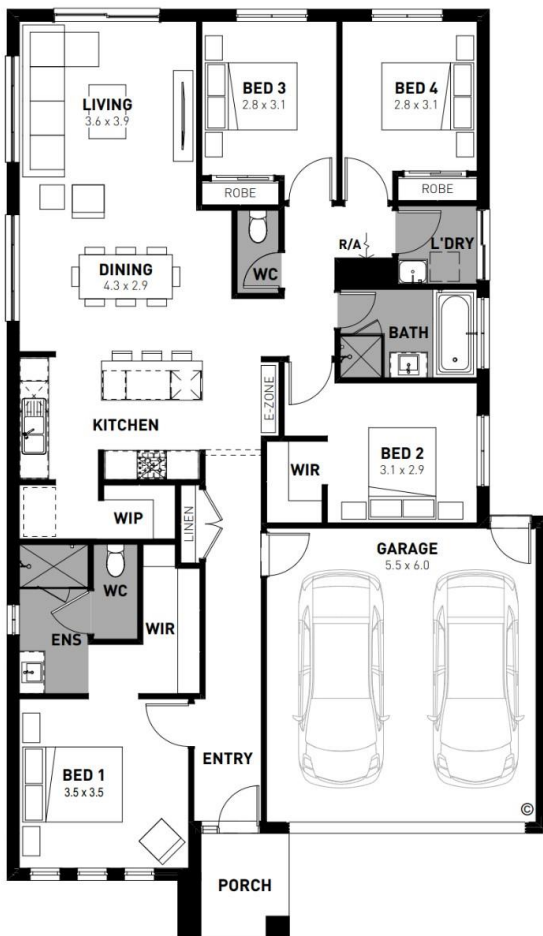 LIVING
3.6 x 3.9
BED 3
2.8 x 3.1
BED 4
2.8 x 3.1
ROBE
ROBE
WC
R/A
L'DRY
DINING
4.3 x 2.9
BATH
KITCHEN
E-ZONE
WIR
BED 2
3.1 x 2.9
WIP
LINEN
GARAGE
5.5 x 6.0
WC
ENS
WIR
BED 1
3.5 x 3.5
ENTRY
©
PORCH